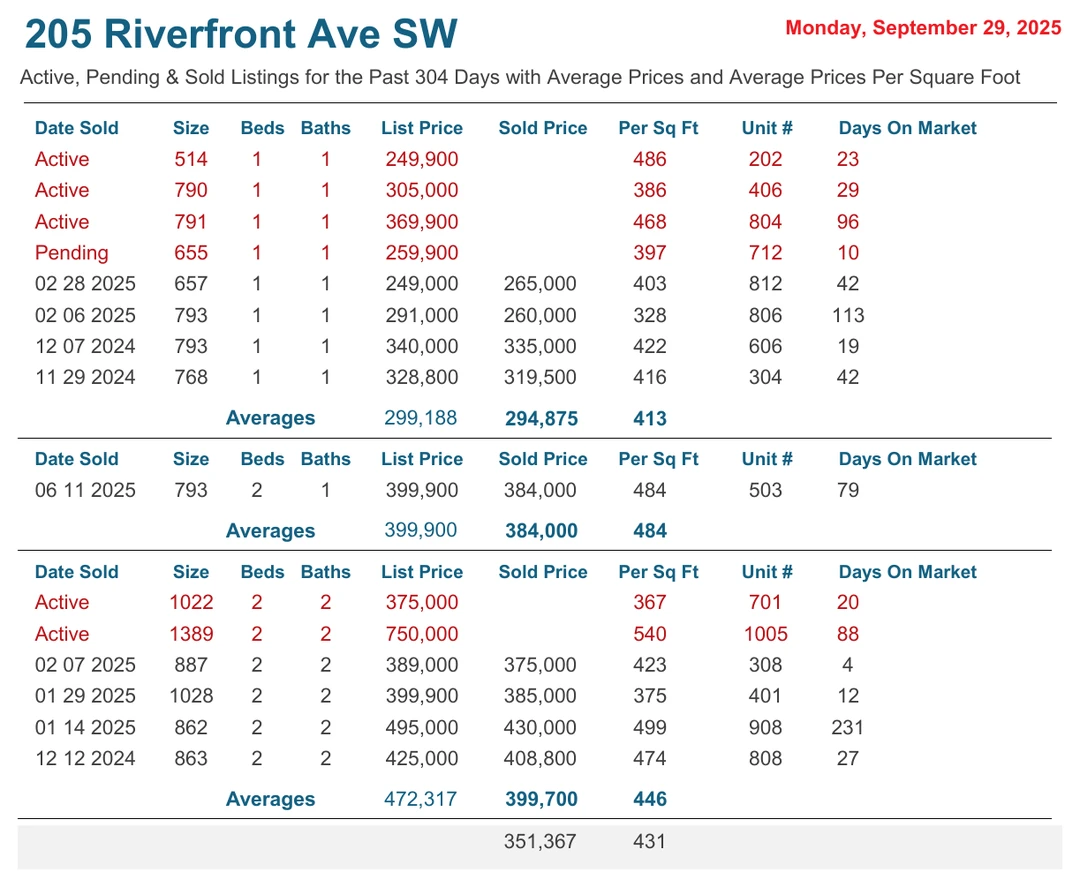 205 Riverfront Ave SW
Monday, September 29, 2025
Active, Pending & Sold Listings for the Past 304 Days with Average Prices and Average Prices Per Square Foot
Date Sold Size Beds Baths List Price Sold Price Per Sq Ft Unit # Days On Market
Active 514 1 1 249,900 486 202 23
Active 790 1 1 305,000 386 406 29
Active 791 1 1 369,900 468 804 96
Pending 655 1 1 259,900 397 712 10
02 28 2025 657 1 1 249,000 265,000 403 812 42
02 06 2025 793 1 1 291,000 260,000 328 806 113
12 07 2024 793 1 1 340,000 335,000 422 606 19
11 29 2024 768 1 1 328,800 319,500 416 304 42
Averages 299,188 294,875 413
Date Sold Size Beds Baths List Price Sold Price Per Sq Ft Unit # Days On Market
06 11 2025 793 2 1 399,900 384,000 484 503 79
Averages 399,900 384,000 484
Date Sold Size Beds Baths List Price Sold Price Per Sq Ft Unit # Days On Market
Active 1022 2 2 375,000 367 701 20
Active 1389 2 2 750,000 540 1005 88
02 07 2025 887 2 2 389,000 375,000 423 308 4
01 29 2025 1028 2 2 399,900 385,000 375 401 12
01 14 2025 862 2 2 495,000 430,000 499 908 231
12 12 2024 863 2 2 425,000 408,800 474 808 27
Averages 472,317 399,700 446
351,367 431